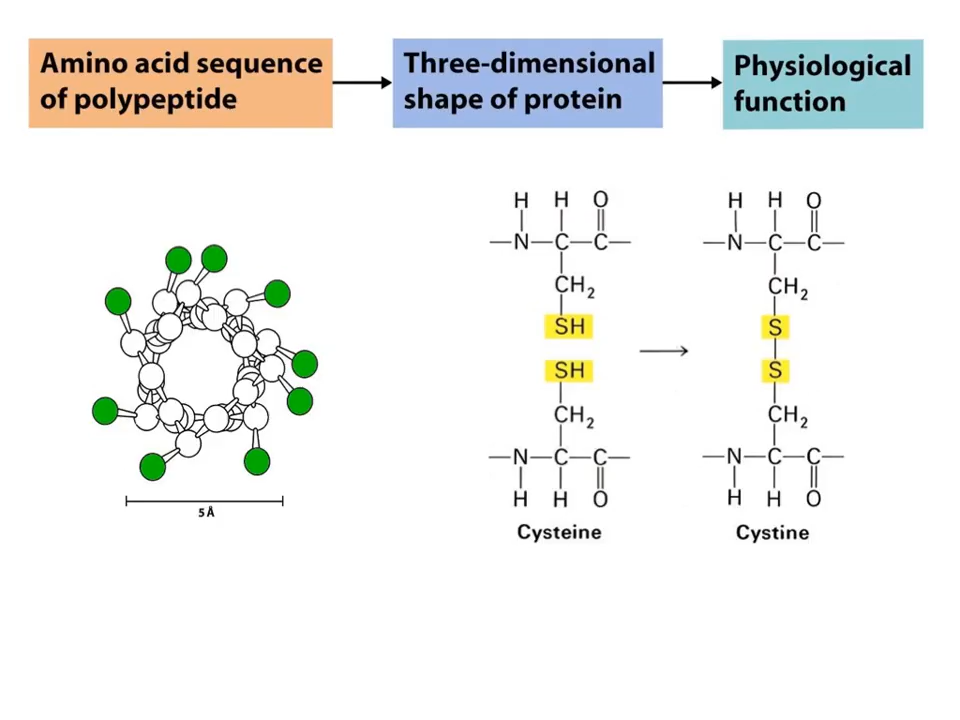 Amino acid sequence
of polypeptide
Three-dimensional
shape of protein
Physiological
function
H H O
—N—C—C—
CH₂
SH
SH
CH₂
—N—C—C—
H H O
Cysteine
H H O
—N—C—C—
CH₂
S
S
CH₂
—N—C—C—
H H O
Cystine
5 Å